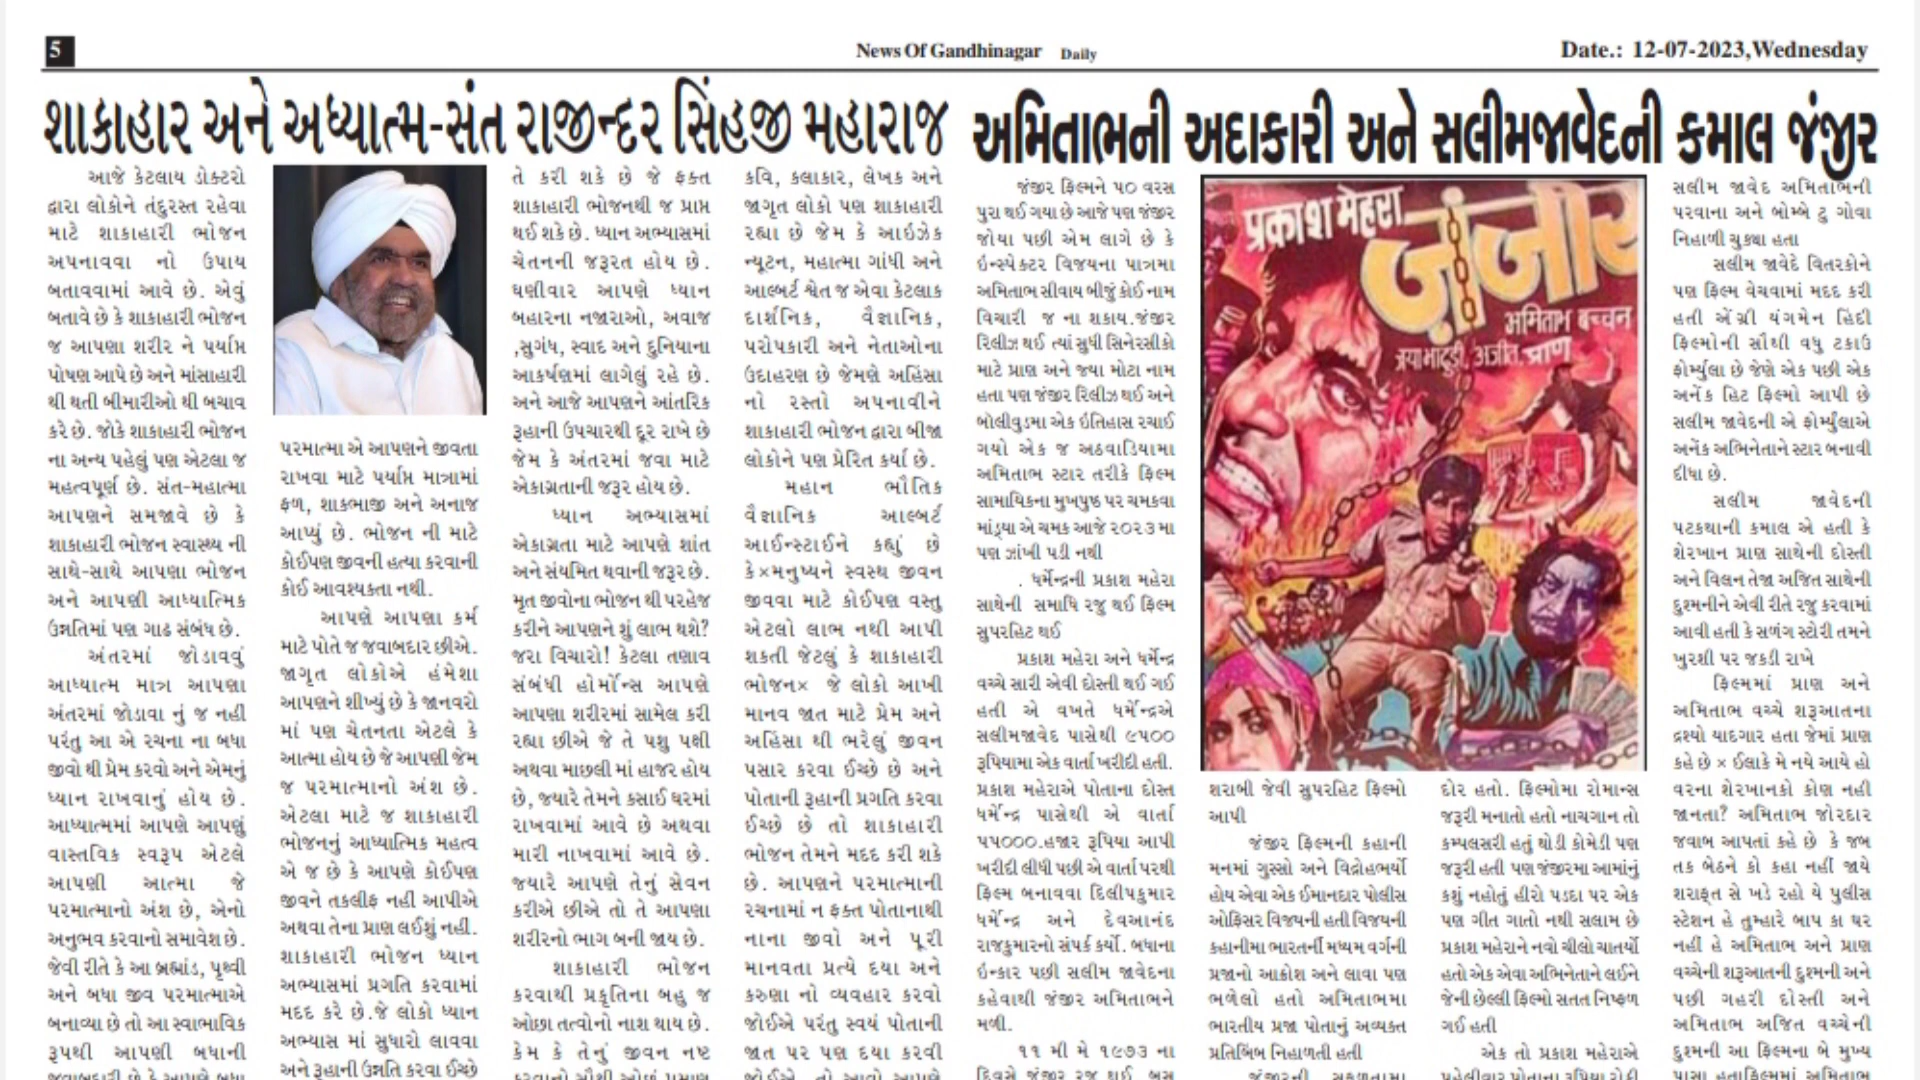 5
News Of Gandhinagar Daily
Date.: 12-07-2023,Wednesday
શાકાહાર અને અધ્યાત્મ-સંત રાજીન્દર સિંહજી મહારાજ
આજે કેટલાય ડોક્ટરો
દ્વારા લોકોને તંદુરસ્ત રહેવા
માટે શાકાહારી ભોજન
અપનાવવા નો ઉપાય
બતાવવામાં આવે છે. એવું
બતાવે છે કે શાકાહારી ભોજન
જ આપણા શરીર ને પર્યાપ્ત
પોષણ આપે છે અને માંસાહારી
થી થતી બીમારીઓ થી બચાવ
કરે છે. જોકે શાકાહારી ભોજન
ના અન્ય પહેલું પણ એટલા જ
મહત્વપૂર્ણ છે. સંત-મહાત્મા
આપણને સમજાવે છે કે
શાકાહારી ભોજન સ્વાસ્થ્ય ની
સાથે-સાથે આપણા ભોજન
અને આપણી આધ્યાત્મિક
ઉન્નતિમાં પણ ગાઢ સંબંધ છે.
અંતરમાં જોડાવવું
આધ્યાત્મ માત્ર આપણા
અંતરમાં જોડાવા નું જ નહીં
પરંતુ આ એ રચના ના બધા
જીવો થી પ્રેમ કરવો અને એમનું
ધ્યાન રાખવાનું હોય છે.
આધ્યાત્મમાં આપણે આપણું
વાસ્તવિક સ્વરૂપ એટલે
આપણી આત્મા જે
પરમાત્માનો અંશ છે, એનો
અનુભવ કરવાનો સમાવેશ છે.
જેવી રીતે કે આ બ્રહ્માંડ, પૃથ્વી
અને બધા જીવ પરમાત્માએ
બનાવ્યા છે તો આ સ્વાભાવિક
રૂપથી આપણી બધાની
પરમાત્મા એ આપણને જીવતા
રાખવા માટે પર્યાપ્ત માત્રામાં
ફળ, શાકભાજી અને અનાજ
આપ્યું છે. ભોજન ની માટે
કોઈપણ જીવની હત્યા કરવાની
કોઈ આવશ્યકતા નથી.
આપણે આપણા કર્મ
માટે પોતે જ જવાબદાર છીએ.
જાગૃત લોકોએ હંમેશા
આપણને શીખ્યું છે કે જાનવરો
માં પણ ચેતનતા એટલે કે
આત્મા હોય છે જે આપણી જેમ
જ પરમાત્માનો અંશ છે.
એટલા માટે જ શાકાહારી
ભોજનનું આધ્યાત્મિક મહત્વ
એ જ છે કે આપણે કોઈપણ
જીવને તકલીફ નહીં આપીએ
અથવા તેના પ્રાણ લઈશું નહીં.
શાકાહારી ભોજન ધ્યાન
અભ્યાસમાં પ્રગતિ કરવામાં
મદદ કરે છે.જે લોકો ધ્યાન
અભ્યાસ માં સુધારો લાવવા
અને રૂહાની ઉન્નતિ કરવા ઈચ્છે
તે કરી શકે છે જે ફક્ત
શાકાહારી ભોજનથી જ પ્રાપ્ત
થઈ શકે છે. ધ્યાન અભ્યાસમાં
ચેતનની જરૂરત હોય છે.
ઘણીવાર આપણે ધ્યાન
બહારના નજારાઓ, અવાજ
,સુગંધ, સ્વાદ અને દુનિયાના
આકર્ષણમાં લાગેલું રહે છે.
અને આજે આપણને આંતરિક
રૂહાની ઉપચારથી દૂર રાખે છે
જેમ કે અંતરમાં જવા માટે
એકાગ્રતાની જરૂર હોય છે.
ધ્યાન અભ્યાસમાં
એકાગ્રતા માટે આપણે શાંત
અને સંયમિત થવાની જરૂર છે.
મૃત જીવોના ભોજન થી પરહેજ
કરીને આપણને શું લાભ થશે?
જરા વિચારો! કેટલા તણાવ
સંબંધી હોર્મોન્સ આપણે
આપણા શરીરમાં સામેલ કરી
રહ્યા છીએ જે તે પશુ પક્ષી
અથવા માછલી માં હાજર હોય
છે, જ્યારે તેમને કસાઈ ઘરમાં
રાખવામાં આવે છે અથવા
મારી નાખવામાં આવે છે.
જ્યારે આપણે તેનું સેવન
કરીએ છીએ તો તે આપણા
શરીરનો ભાગ બની જાય છે.
શાકાહારી ભોજન
કરવાથી પ્રકૃતિના બહુ જ
ઓછા તત્વોનો નાશ થાય છે.
કેમ કે તેનું જીવન નષ્ટ
કવિ, કલાકાર, લેખક અને
જાગૃત લોકો પણ શાકાહારી
રહ્યા છે જેમ કે આઇઝેક
ન્યૂટન, મહાત્મા ગાંધી અને
આલ્બર્ટ શ્વેત જ એવા કેટલાક
દાર્શનિક, વૈજ્ઞાનિક,
પરોપકારી અને નેતાઓના
ઉદાહરણ છે જેમણે અહિંસા
નો રસ્તો અપનાવીને
શાકાહારી ભોજન દ્વારા બીજા
લોકોને પણ પ્રેરિત કર્યા છે.
મહાન ભૌતિક
વૈજ્ઞાનિક આલ્બર્ટ
આઈન્સ્ટાઈને કહ્યું છે
કે×મનુષ્યને સ્વસ્થ જીવન
જીવવા માટે કોઈપણ વસ્તુ
એટલો લાભ નથી આપી
શકતી જેટલું કે શાકાહારી
ભોજન× જે લોકો આખી
માનવ જાત માટે પ્રેમ અને
અહિંસા થી ભરેલું જીવન
પસાર કરવા ઈચ્છે છે અને
પોતાની રૂહાની પ્રગતિ કરવા
ઈચ્છે છે તો શાકાહારી
ભોજન તેમને મદદ કરી શકે
છે. આપણને પરમાત્માની
રચનામાં ન ફક્ત પોતાનાથી
નાના જીવો અને પૂરી
માનવતા પ્રત્યે દયા અને
કરુણા નો વ્યવહાર કરવો
જોઈએ પરંતુ સ્વયં પોતાની
જાત પર પણ દયા કરવી
અમિતાભની અદાકારી અને સલીમજાવેદની કમાલ જંજીર
જંજીર ફિલ્મને ૫૦ વરસ
પુરા થઈ ગયા છે આજે પણ જંજીર
જોયા પછી એમ લાગે છે કે
ઇન્સ્પેક્ટર વિજયના પાત્રમા
અમિતાભ સીવાય બીજું કોઈ નામ
વિચારી જ ના શકાય.જંજીર
રિલીઝ થઈ ત્યાં સુધી સિનેરસીકો
માટે પ્રાણ અને જયા મોટા નામ
હતા પણ જંજીર રિલીઝ થઈ અને
બોલીવુડમા એક ઇતિહાસ રચાઈ
ગયો એક જ અઠવાડિયામા
અમિતાભ સ્ટાર તરીકે ફિલ્મ
સામાયિકના મુખપુષ્ઠ પર ચમકવા
માંડ્યા એ ચમક આજે ૨૦૨૩મા
પણ ઝાંખી પડી નથી
. ધર્મેન્દ્રની પ્રકાશ મહેરા
સાથેની સમાધિ રજુ થઈ ફિલ્મ
સુપરહિટ થઈ
પ્રકાશ મહેરા અને ધર્મેન્દ્ર
વચ્ચે સારી એવી દોસ્તી થઈ ગઈ
હતી એ વખતે ધર્મેન્દ્રએ
સલીમજાવેદ પાસેથી ૯૫૦૦
રૂપિયામા એક વાર્તા ખરીદી હતી.
પ્રકાશ મહેરાએ પોતાના દોસ્ત
ધર્મેન્દ્ર પાસેથી એ વાર્તા
૫૫૦૦૦.હજાર રૂપિયા આપી
ખરીદી લીધી પછી એ વાર્તા પરથી
ફિલ્મ બનાવવા દિલીપકુમાર
ધર્મેન્દ્ર અને દેવઆનંદ
રાજકુમારનો સંપર્ક કર્યો. બધાના
ઇન્કાર પછી સલીમ જાવેદના
કહેવાથી જંજીર અમિતાભને
મળી.
૧૧ મી મે ૧૯૭૩ ના
દિવસે જંજીર રજુ થઈ બસ
प्रकाश मेहरा
ज़ंजीर
अमिताभ बच्चन
जया भादुड़ी, अजीत, प्राण
શરાબી જેવી સુપરહિટ ફિલ્મો
આપી
જંજીર ફિલ્મની કહાની
મનમાં ગુસ્સો અને વિદ્રોહભર્યો
હોય એવા એક ઈમાનદાર પોલીસ
ઓફિસર વિજયની હતી વિજયની
કહાનીમા ભારતની મધ્યમ વર્ગની
પ્રજાનો આક્રોશ અને લાવા પણ
ભળેલો હતો અમિતાભમા
ભારતીય પ્રજા પોતાનું અવ્યક્ત
પ્રતિબિંબ નિહાળતી હતી
જંજીરની સફળતામા
દોર હતો. ફિલ્મોમા રોમાન્સ
જરૂરી મનાતો હતો નાચગાન તો
કમ્પલસરી હતું થોડી કોમેડી પણ
જરૂરી હતી પણ જંજીરમા આમાંનું
કશું નહોતું હીરો પડદા પર એક
પણ ગીત ગાતો નથી સલામ છે
પ્રકાશ મહેરાને નવો ચીલો ચાતર્યો
હતો એક એવા અભિનેતાને લઈને
જેની છેલ્લી ફિલ્મો સતત નિષ્ફળ
ગઈ હતી
એક તો પ્રકાશ મહેરાએ
સલીમ જાવેદ અમિતાભની
પરવાના અને બોમ્બે ટુ ગોવા
નિહાળી ચુક્યા હતા
સલીમ જાવેદે વિતરકોને
પણ ફિલ્મ વેચવામાં મદદ કરી
હતી એંગ્રી યંગમેન હિંદી
ફિલ્મોની સૌથી વધુ ટકાઉ
ફોર્મ્યુલા છે જેણે એક પછી એક
અનેક હિટ ફિલ્મો આપી છે
સલીમ જાવેદની એ ફોર્મ્યુલાએ
અનેક અભિનેતાને સ્ટાર બનાવી
દીધા છે.
સલીમ જાવેદની
પટકથાની કમાલ એ હતી કે
શેરખાન પ્રાણ સાથેની દોસ્તી
અને વિલન તેજા અજિત સાથેની
દુશ્મનીને એવી રીતે રજુ કરવામાં
આવી હતી કે સળંગ સ્ટોરી તમને
ખુરશી પર જકડી રાખે
ફિલ્મમાં પ્રાણ અને
અમિતાભ વચ્ચે શરૂઆતના
દ્રશ્યો યાદગાર હતા જેમાં પ્રાણ
કહે છે × ઈલાકે મે નયે આયે હો
વરના શેરખાનકો કોણ નહી
જાનતા? અમિતાભ જોરદાર
જવાબ આપતાં કહે છે કે જબ
તક બેઠને કો કહા નહીં જાયે
શરાફત સે ખડે રહો યે પુલીસ
સ્ટેશન હે તુમ્હારે બાપ કા ઘર
નહીં હે અમિતાભ અને પ્રાણ
વચ્ચેની શરૂઆતની દુશ્મની અને
પછી ગહરી દોસ્તી અને
અમિતાભ અજિત વચ્ચેની
દુશ્મની આ ફિલ્મના બે મુખ્ય